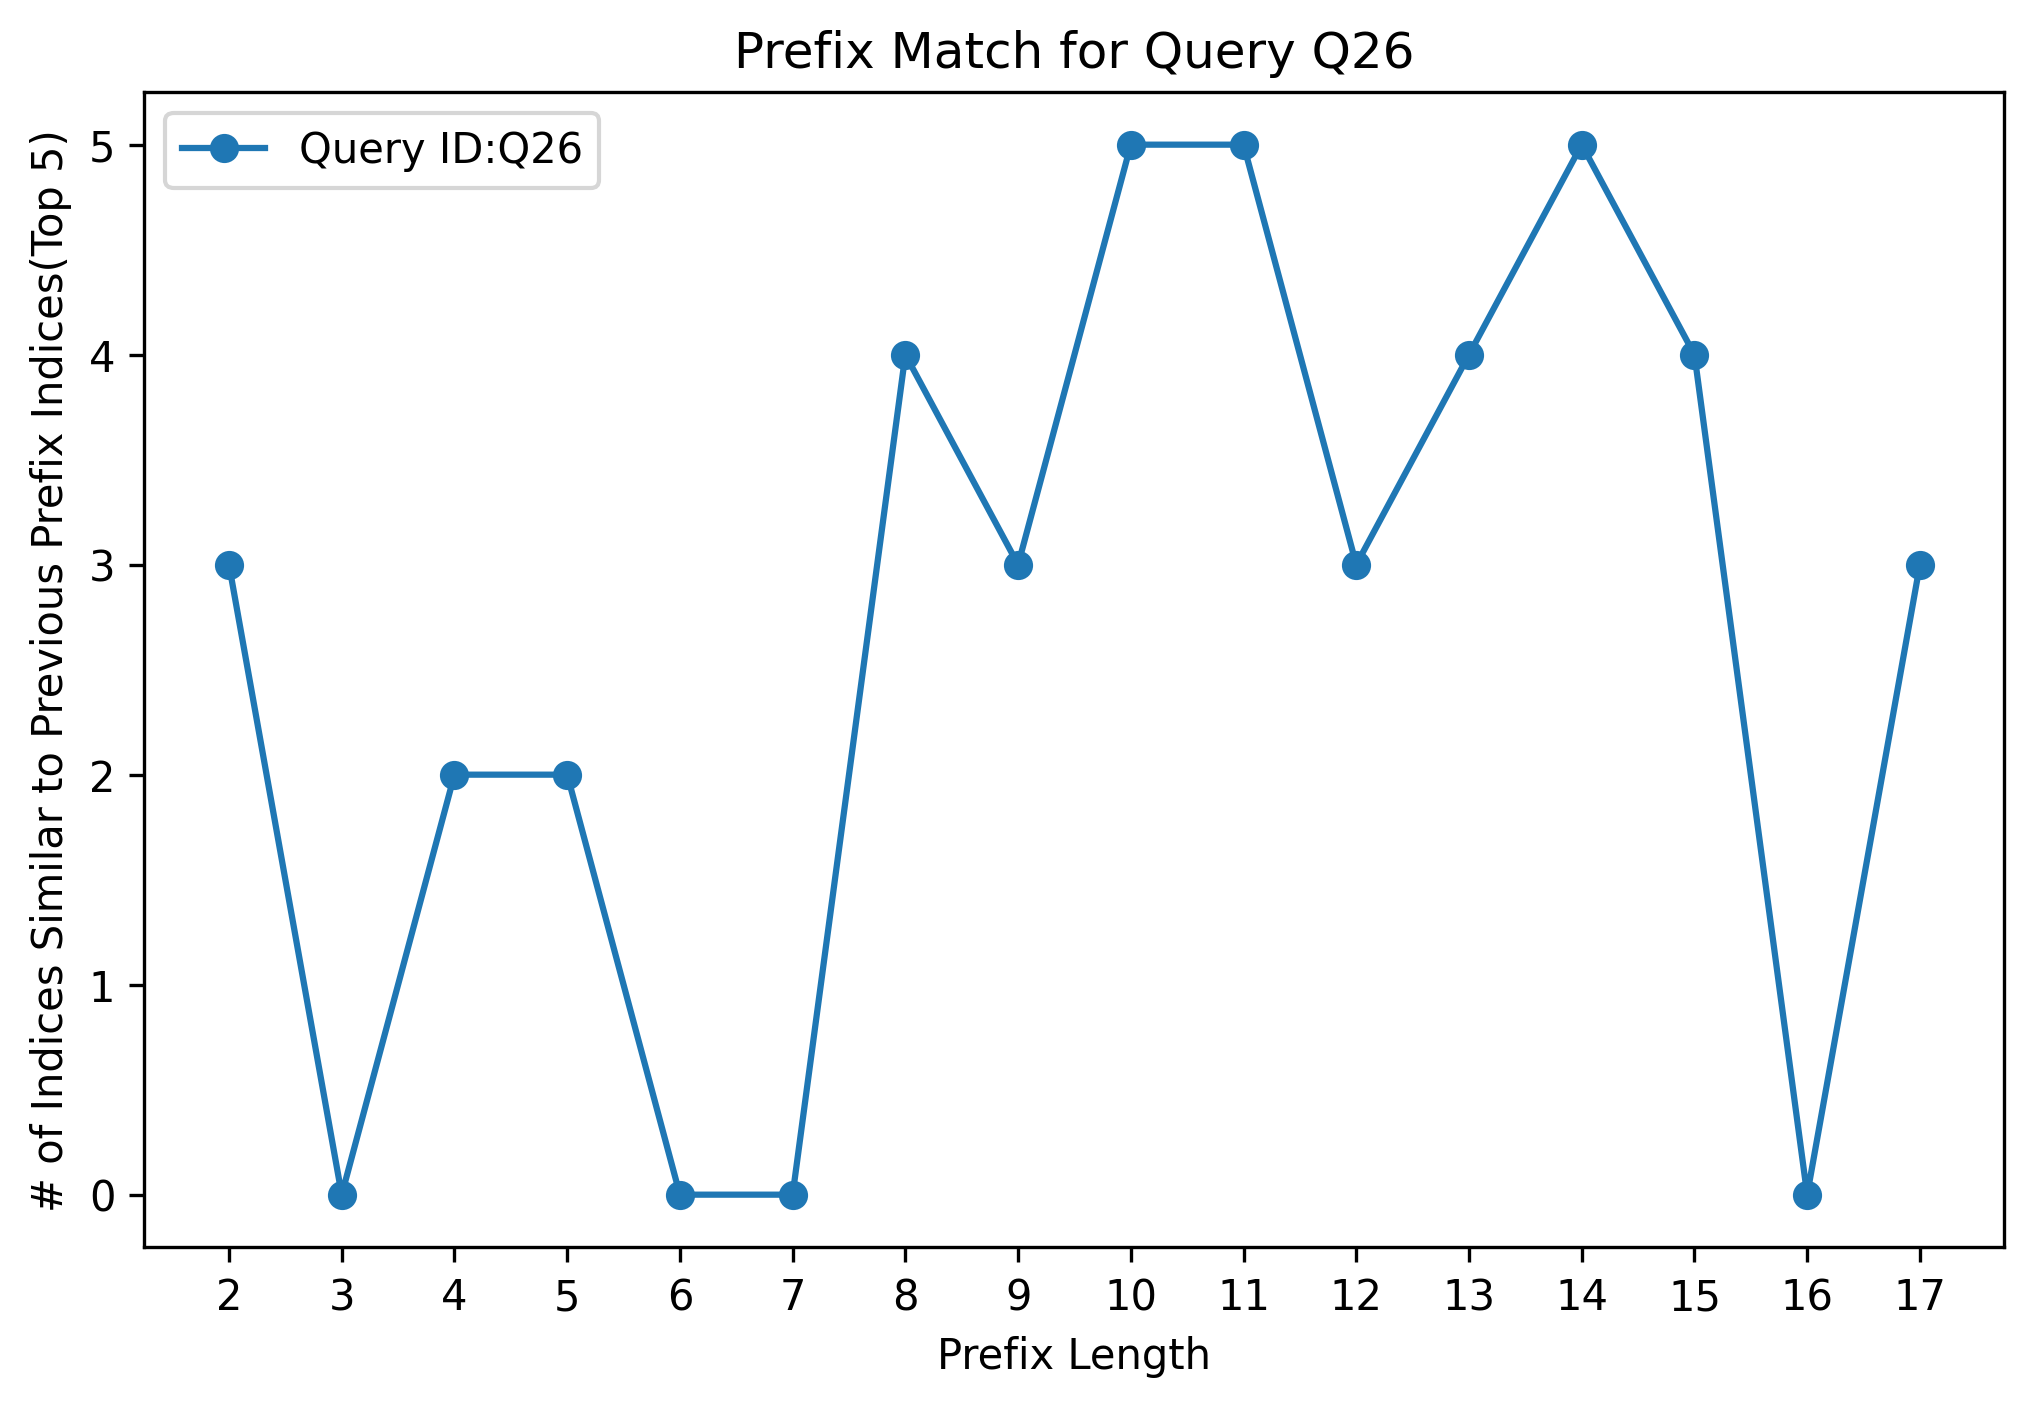 Prefix Match for Query Q26
Query ID:Q26
# of Indices Similar to Previous Prefix Indices(Top 5)
5
4
3
2
1
0
2 3 4 5 6 7 8 9 10 11 12 13 14 15 16 17
Prefix Length